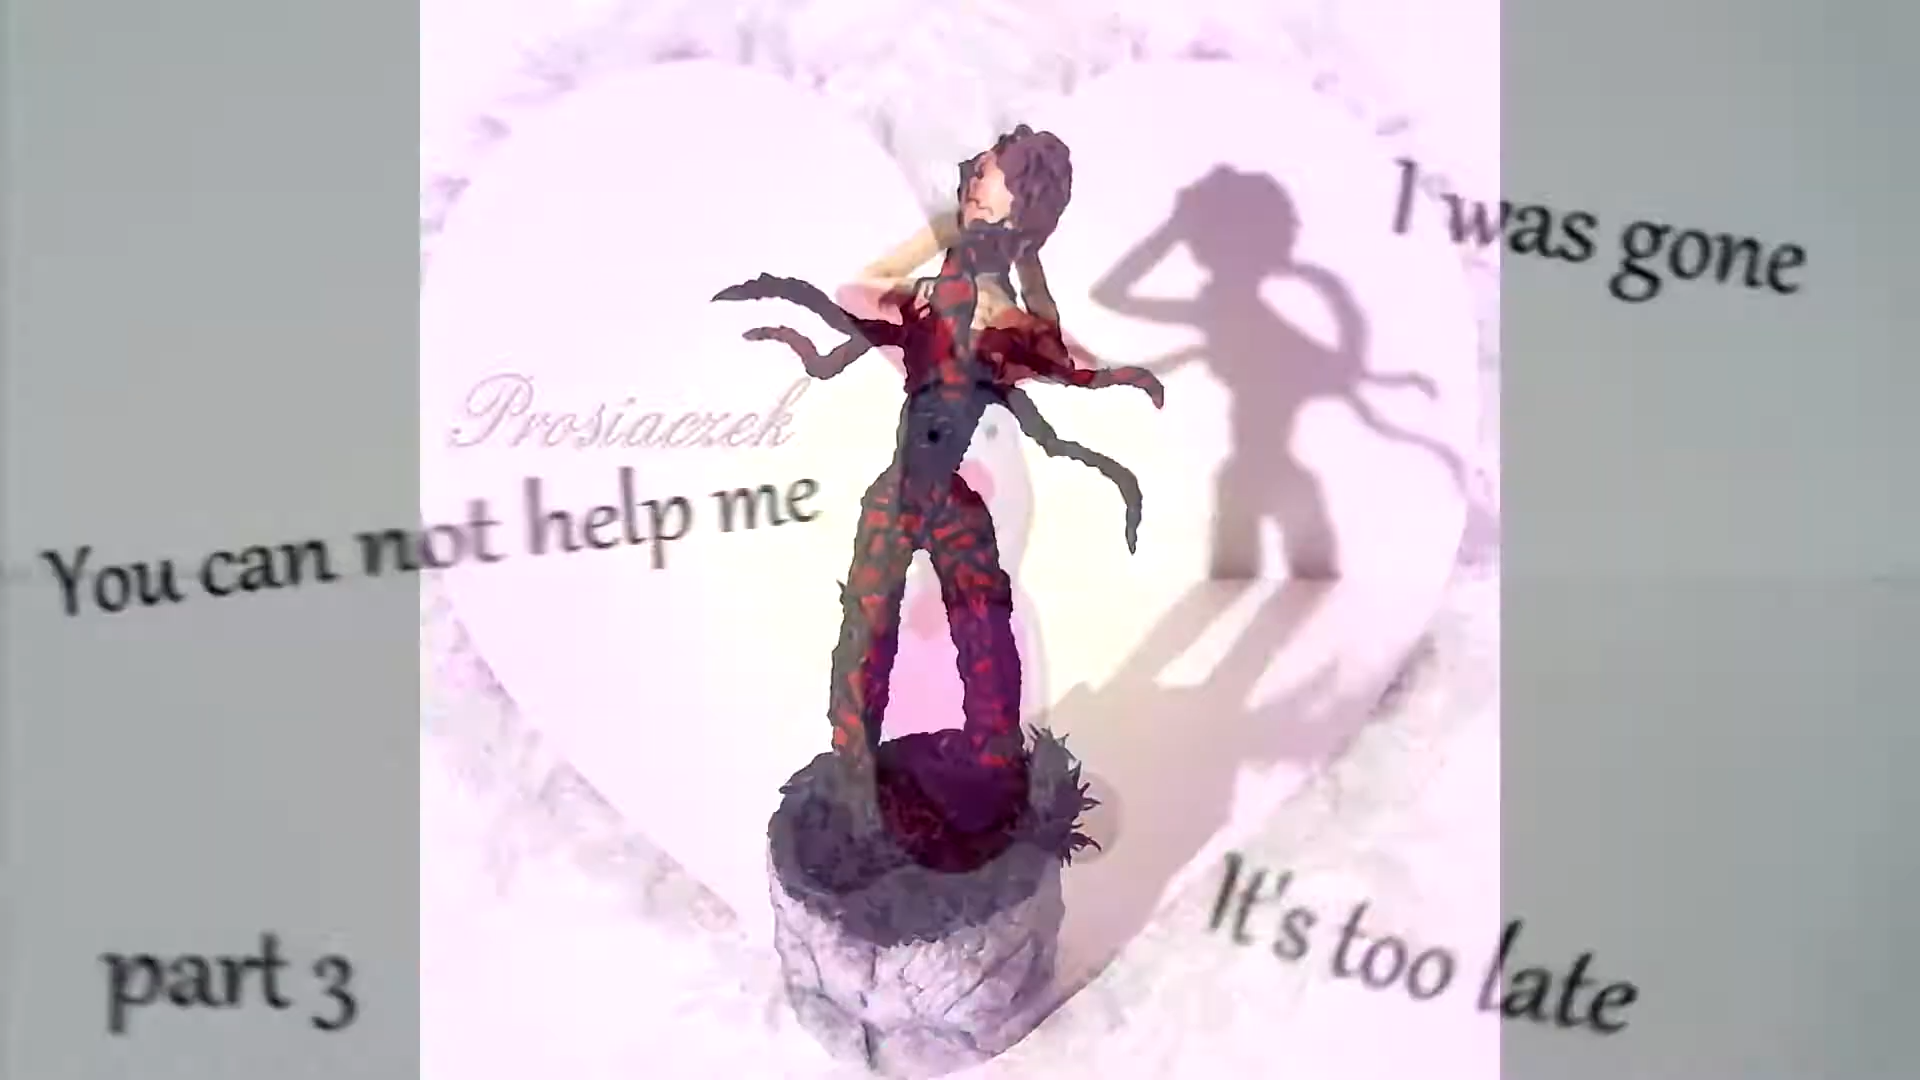 I was gone
Prosiaczek
You can not help me
It's too late
part 3